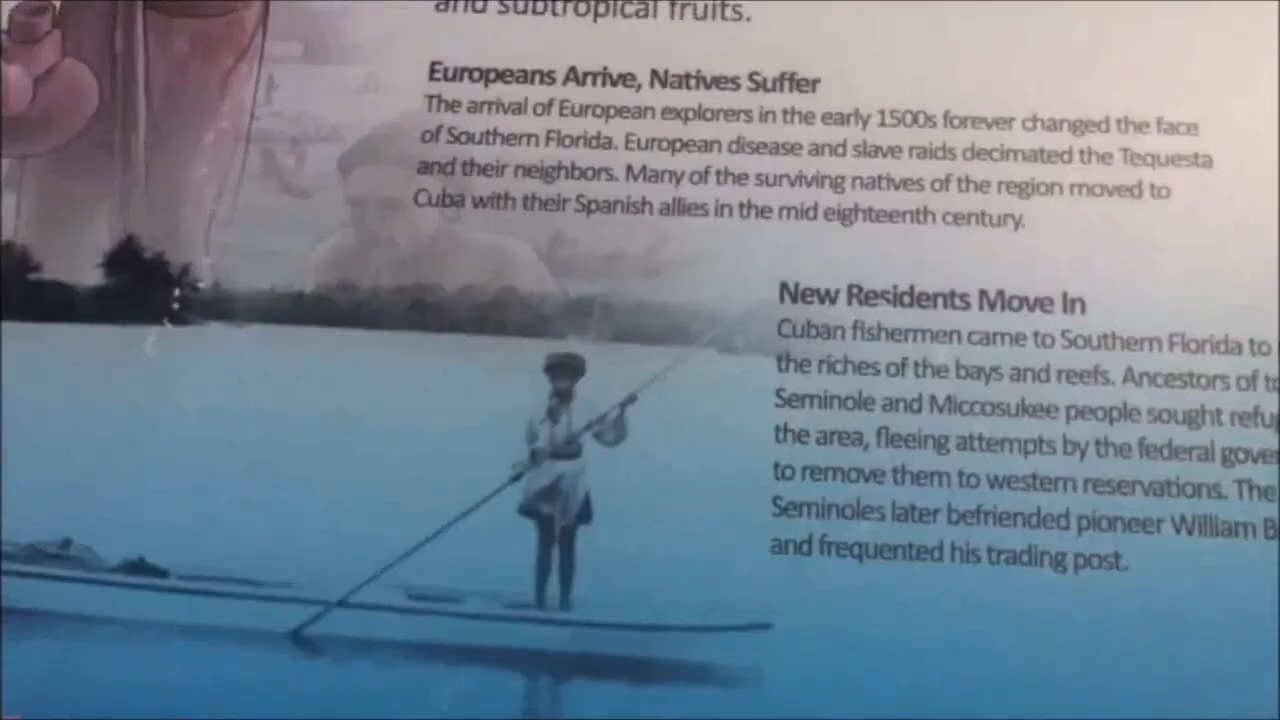 and subtropical fruits.
Europeans Arrive, Natives Suffer
The arrival of European explorers in the early 1500s forever changed the face
of Southern Florida. European disease and slave raids decimated the Tequesta
and their neighbors. Many of the surviving natives of the region moved to
Cuba with their Spanish allies in the mid eighteenth century.
New Residents Move In
Cuban fishermen came to Southern Florida to
the riches of the bays and reefs. Ancestors of
Seminole and Miccosukee people sought
the area, fleeing attempts by the federal
to remove them to western reservations. The
Seminoles later befriended pioneer William
and frequented his trading post.